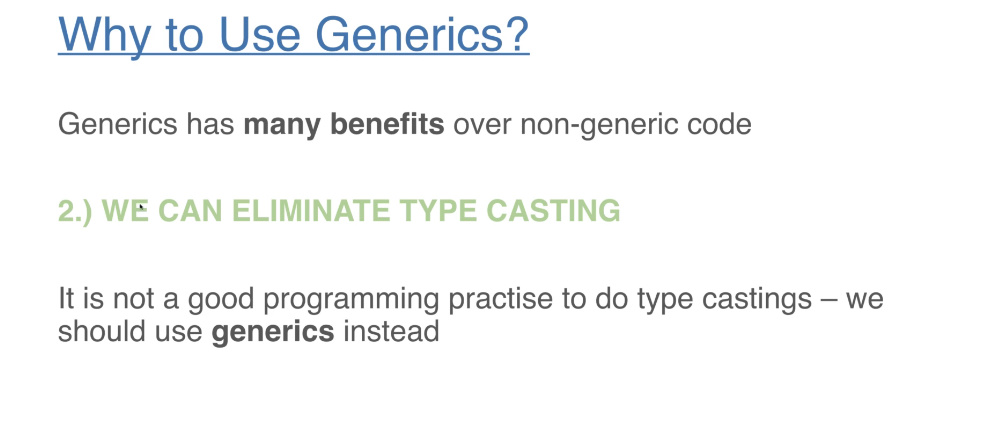 Why to Use Generics?
Generics has many benefits over non-generic code
2.) WE CAN ELIMINATE TYPE CASTING
It is not a good programming practise to do type castings – we
should use generics instead